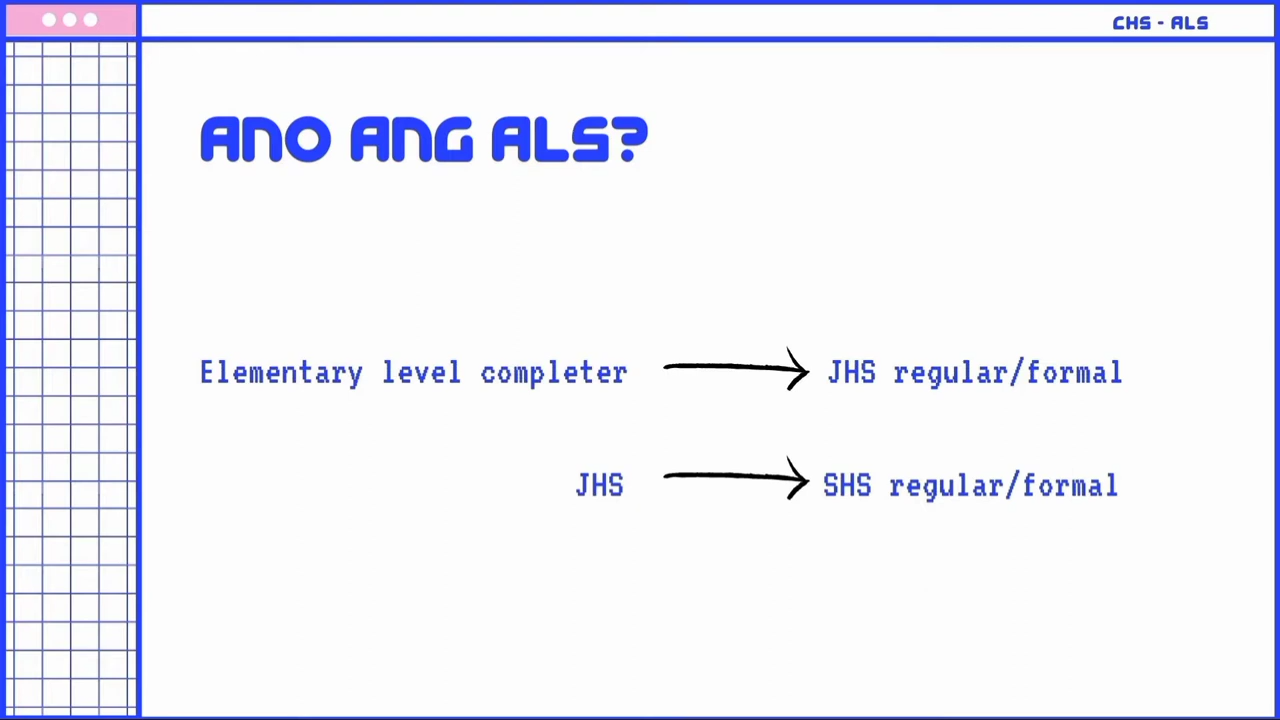 CHS - ALS
ANO ANG ALS?
Elementary level completer JHS regular/formal
JHS SHS regular/formal